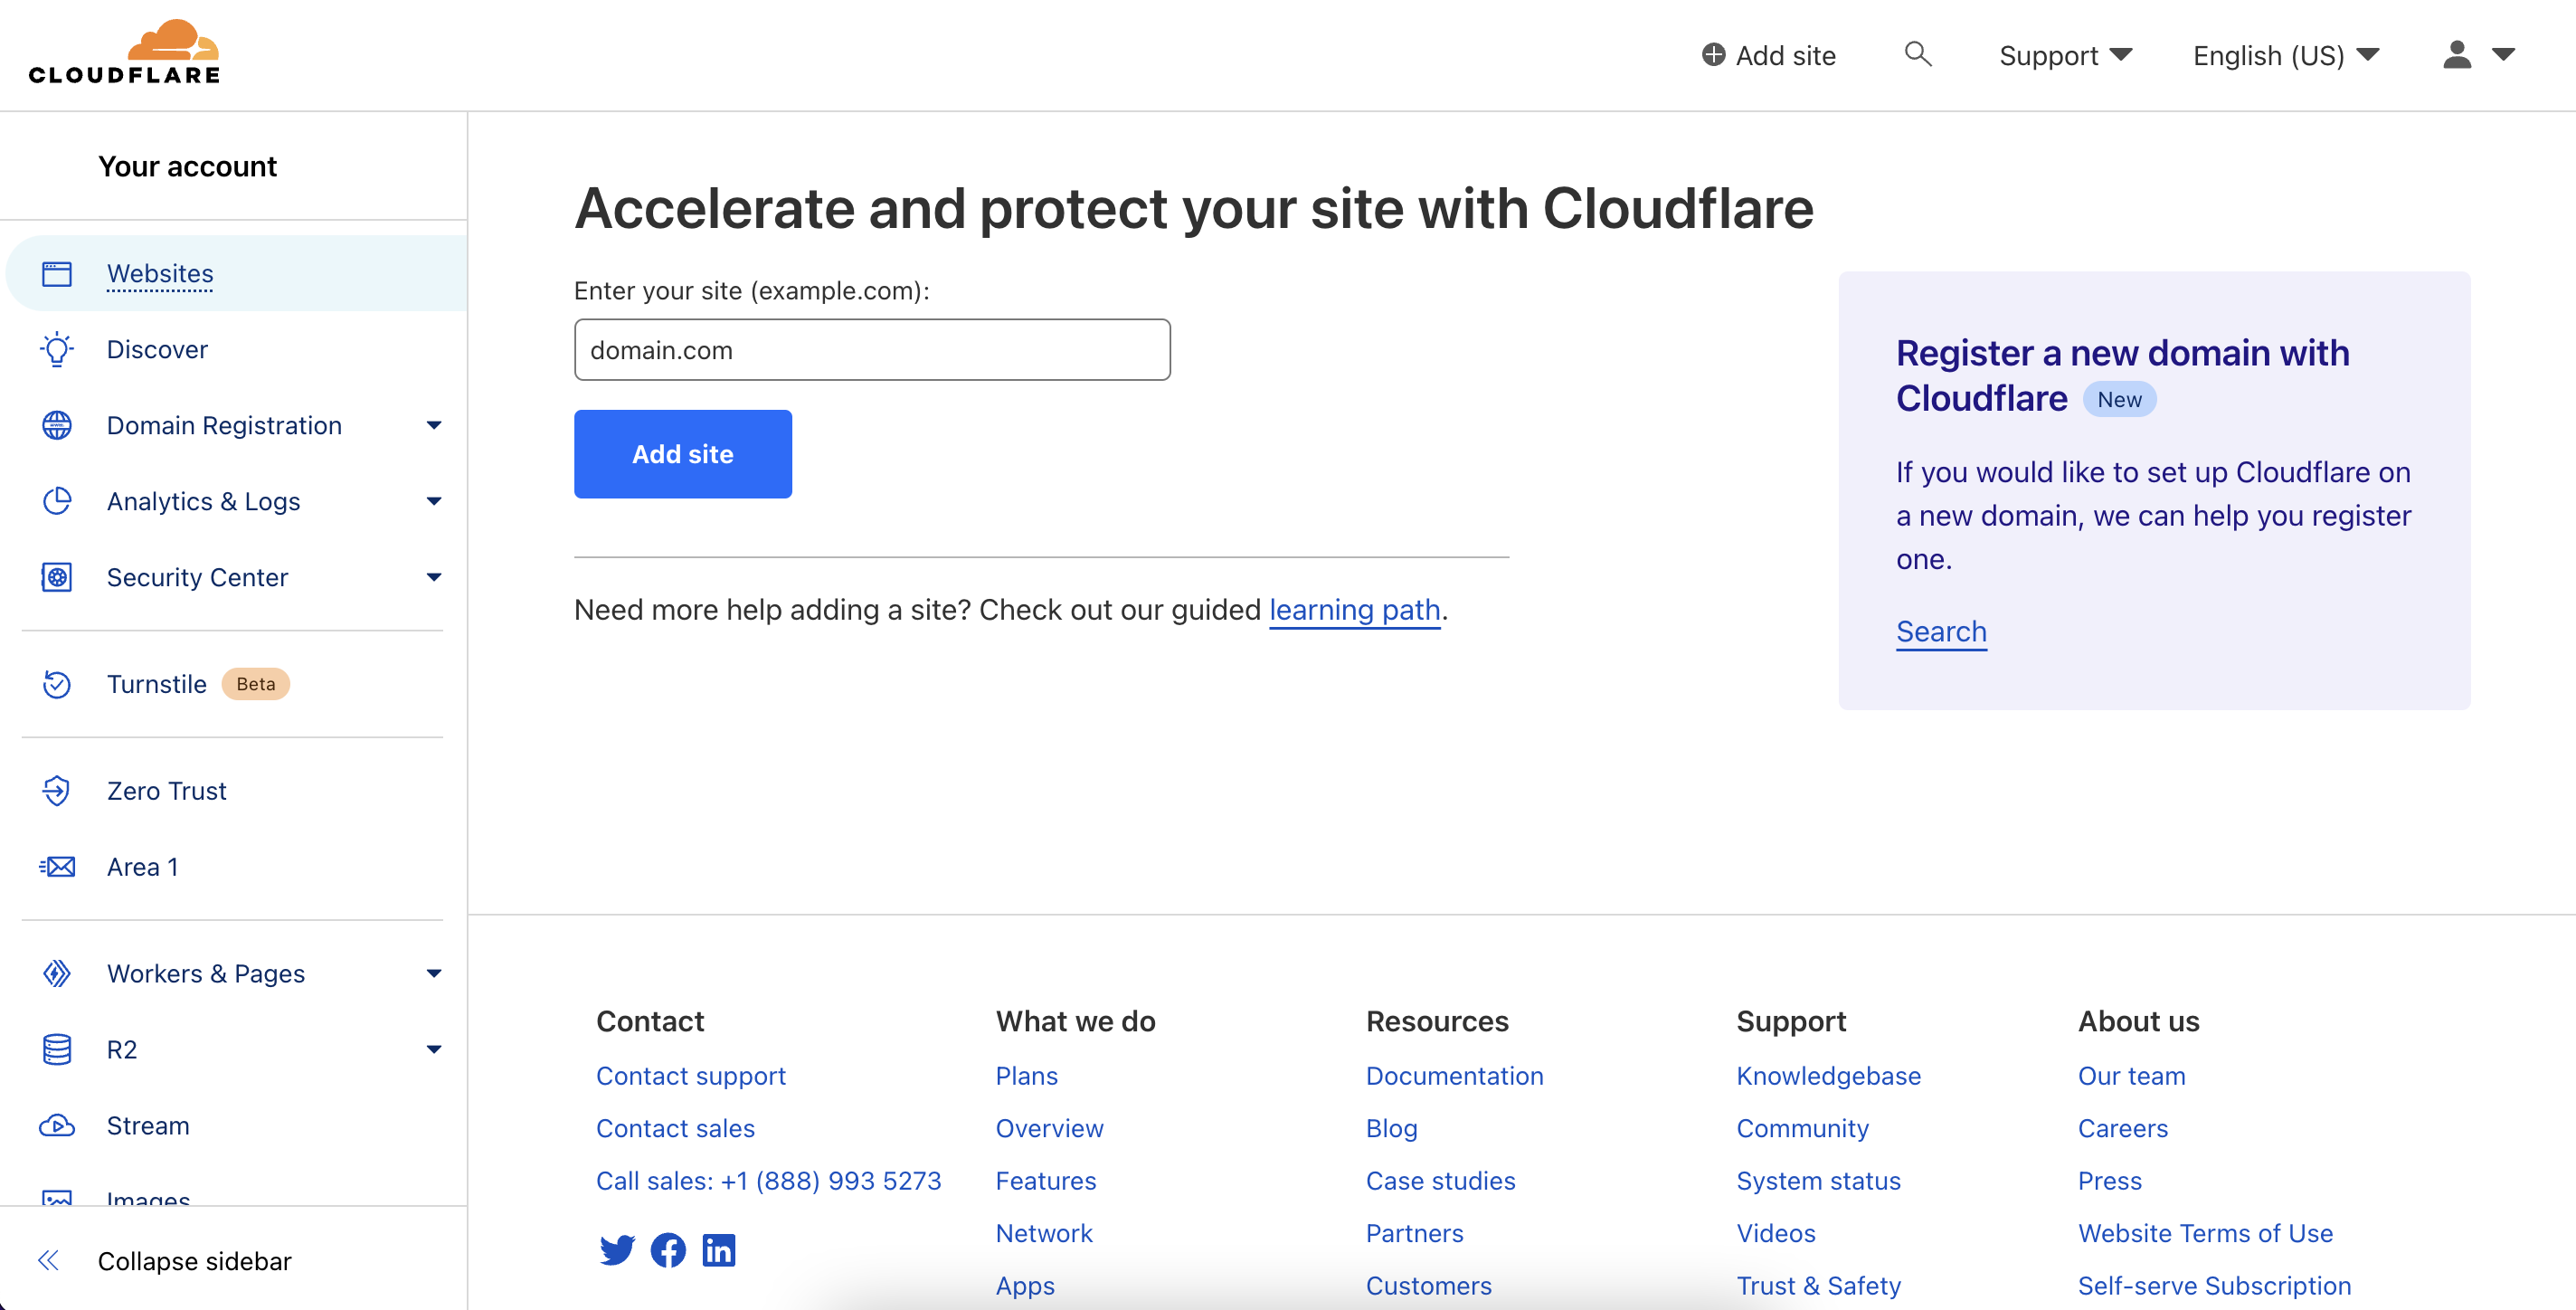 CLOUDFLARE
Add site
Support
English (US)
Your account
Websites
Discover
Domain Registration
Analytics & Logs
Security Center
Turnstile Beta
Zero Trust
Area 1
Workers & Pages
R2
Stream
Images
Collapse sidebar
Accelerate and protect your site with Cloudflare
Enter your site (example.com):
domain.com
Add site
Need more help adding a site? Check out our guided learning path.
Register a new domain with
Cloudflare New
If you would like to set up Cloudflare on
a new domain, we can help you register
one.
Search
Contact
Contact support
Contact sales
Call sales: +1 (888) 993 5273
What we do
Plans
Overview
Features
Network
Apps
Resources
Documentation
Blog
Case studies
Partners
Customers
Support
Knowledgebase
Community
System status
Videos
Trust & Safety
About us
Our team
Careers
Press
Website Terms of Use
Self-serve Subscription